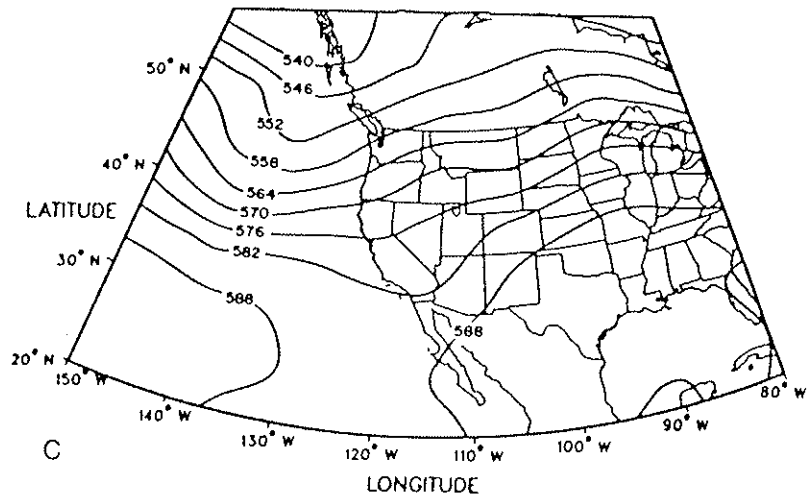 540
50° N
546
552
558
40° N
564
570
LATITUDE
576
582
30° N
588
588
20° N
150° W
80° W
140° W
90° W
C
130° W
120° W
110° W
100° W
LONGITUDE